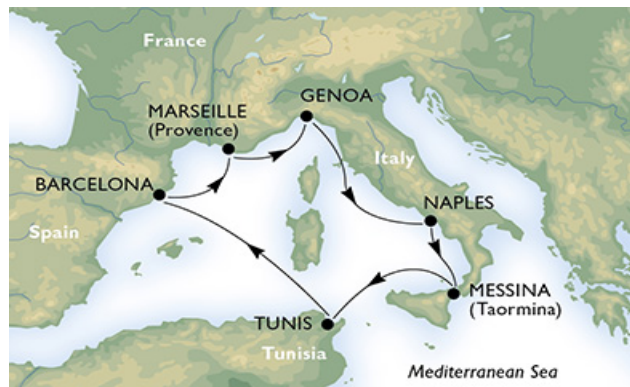 France
GENOA
MARSEILLE
(Provence)
Italy
BARCELONA
NAPLES
Spain
MESSINA
(Taormina)
TUNIS
Tunisia
Mediterranean Sea